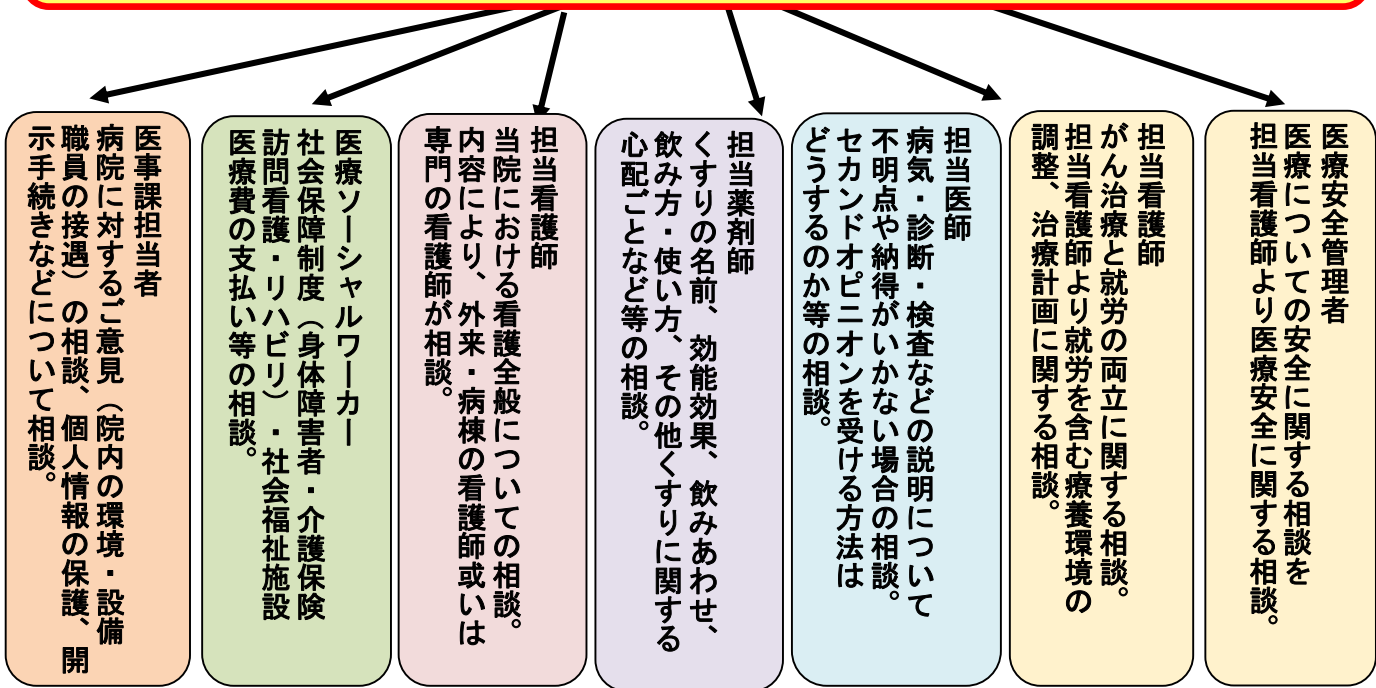 医療安全管理者
医療についての安全に関する相談を
担当看護師より医療安全に関する相談。
担当看護師
がん治療と就労の両立に関する相談。
担当看護師より就労を含む療養環境の
調整、治療計画に関する相談。
担当医師
病気・診断・検査などの説明について
不明点や納得がいかない場合の相談。
セカンドオピニオンを受ける方法は
どうするのか等の相談。
担当薬剤師
くすりの名前、効能効果、飲みあわせ、
飲み方・使い方、その他くすりに関する
心配ごとなど等の相談。
担当看護師
当院における看護全般についての相談。
内容により、外来・病棟の看護師或いは
専門の看護師が相談。
医療ソーシャルワーカー
社会保障制度（身体障害者・介護保険
訪問看護・リハビリ）・社会福祉施設
医療費の支払い等の相談。
医事課担当者
病院に対するご意見（院内の環境・設備
職員の接遇）の相談、個人情報の保護、開
示手続きなどについて相談。